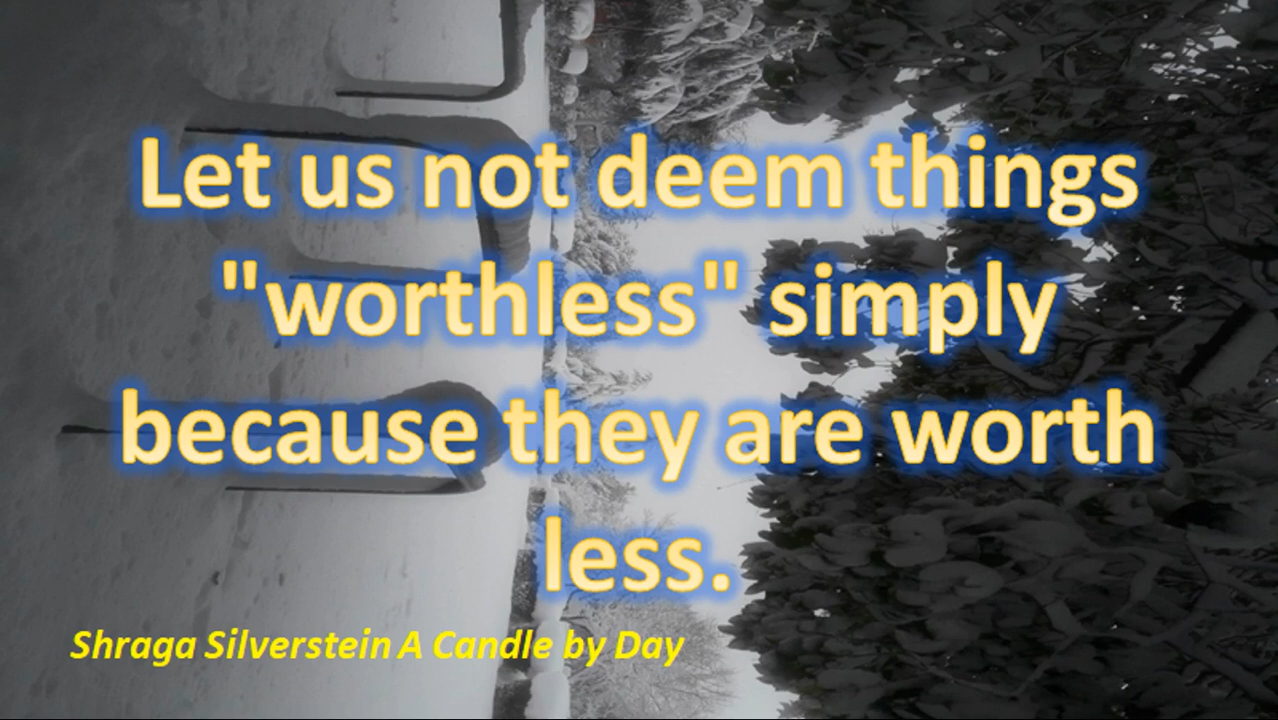 Let us not deem things
"worthless" simply
because they are worth
less.
Shraga Silverstein A Candle by Day